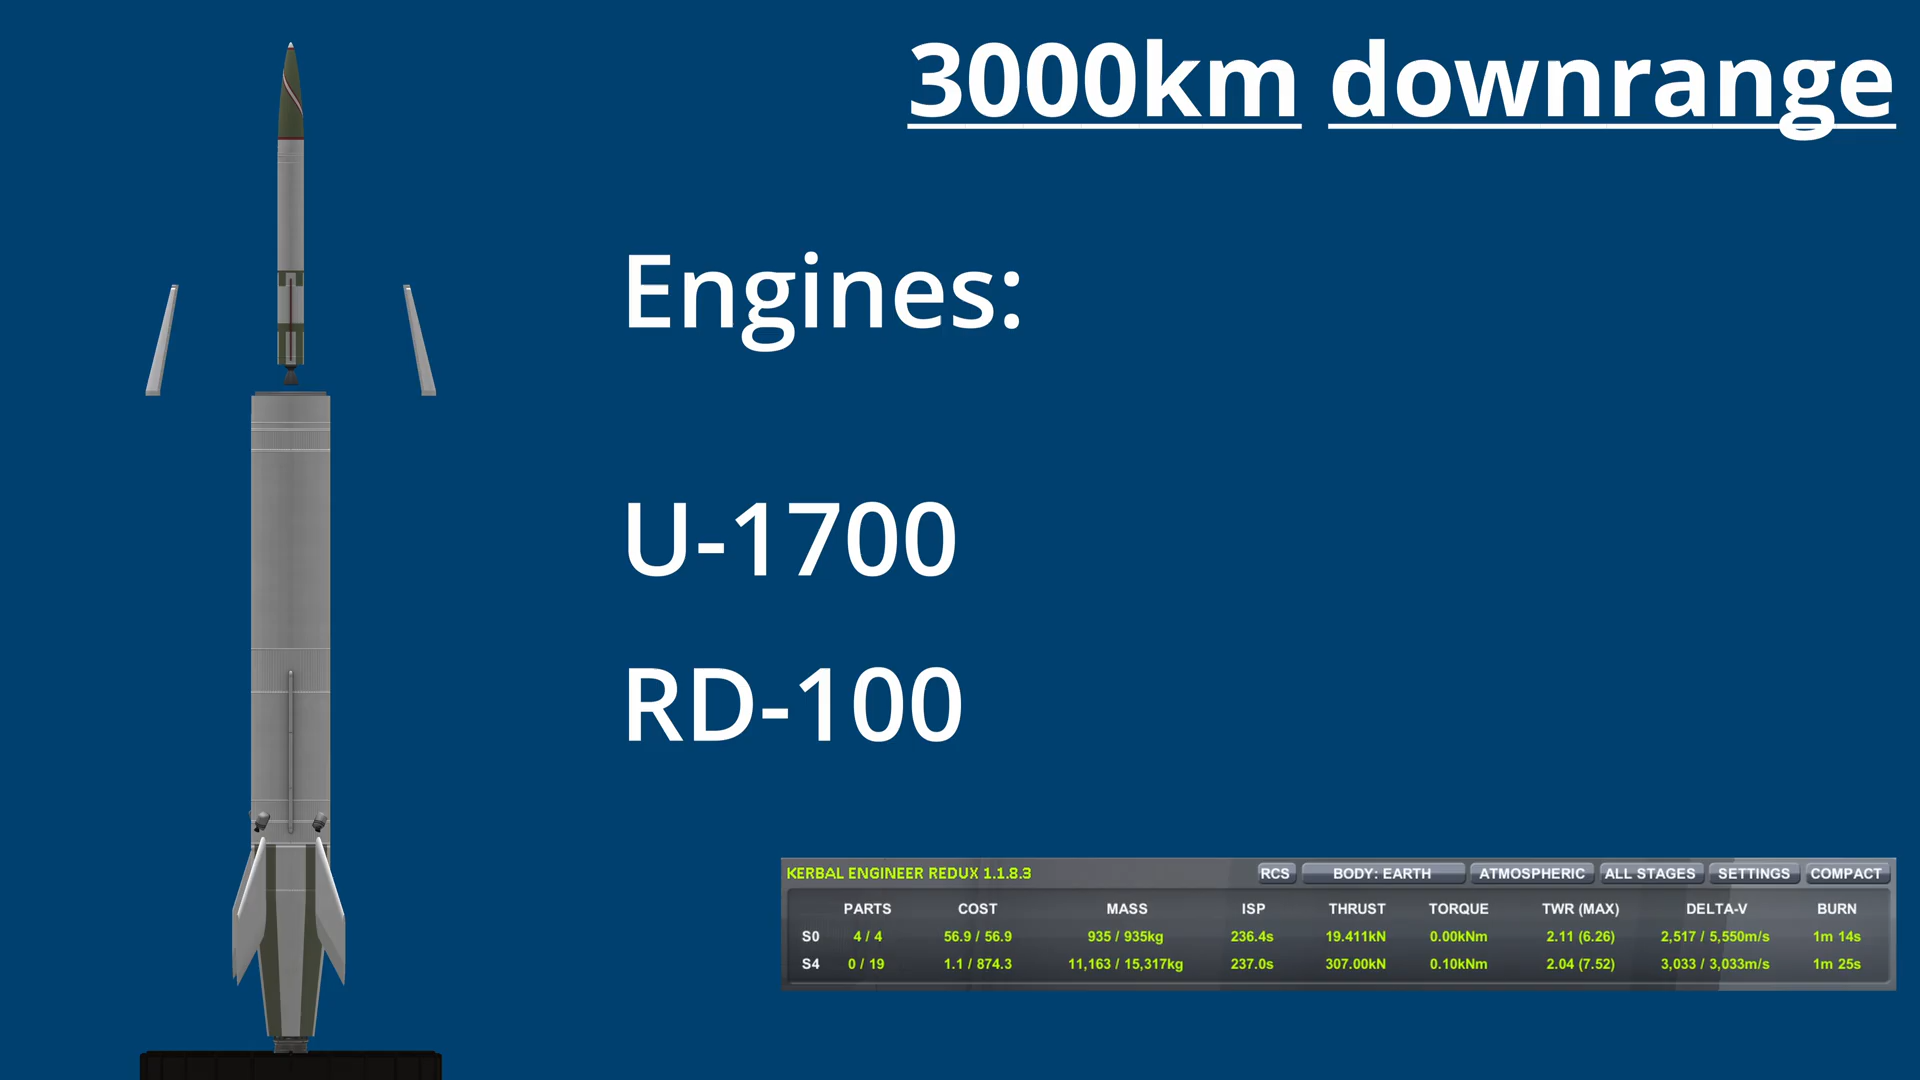 3000km downrange
Engines:
U-1700
RD-100
KERBAL ENGINEER REDUX 1.1.8.3 RCS BODY: EARTH ATMOSPHERIC ALL STAGES SETTINGS COMPACT
PARTS COST MASS ISP THRUST TORQUE TWR (MAX) DELTA-V BURN
S0 4 / 4 56.9 / 56.9 935 / 935kg 236.4s 19.411kN 0.00kNm 2.11 (6.26) 2,517 / 5,550m/s 1m 14s
S4 0 / 19 1.1 / 874.3 11,163 / 15,317kg 237.0s 307.00kN 0.10kNm 2.04 (7.52) 3,033 / 3,033m/s 1m 25s